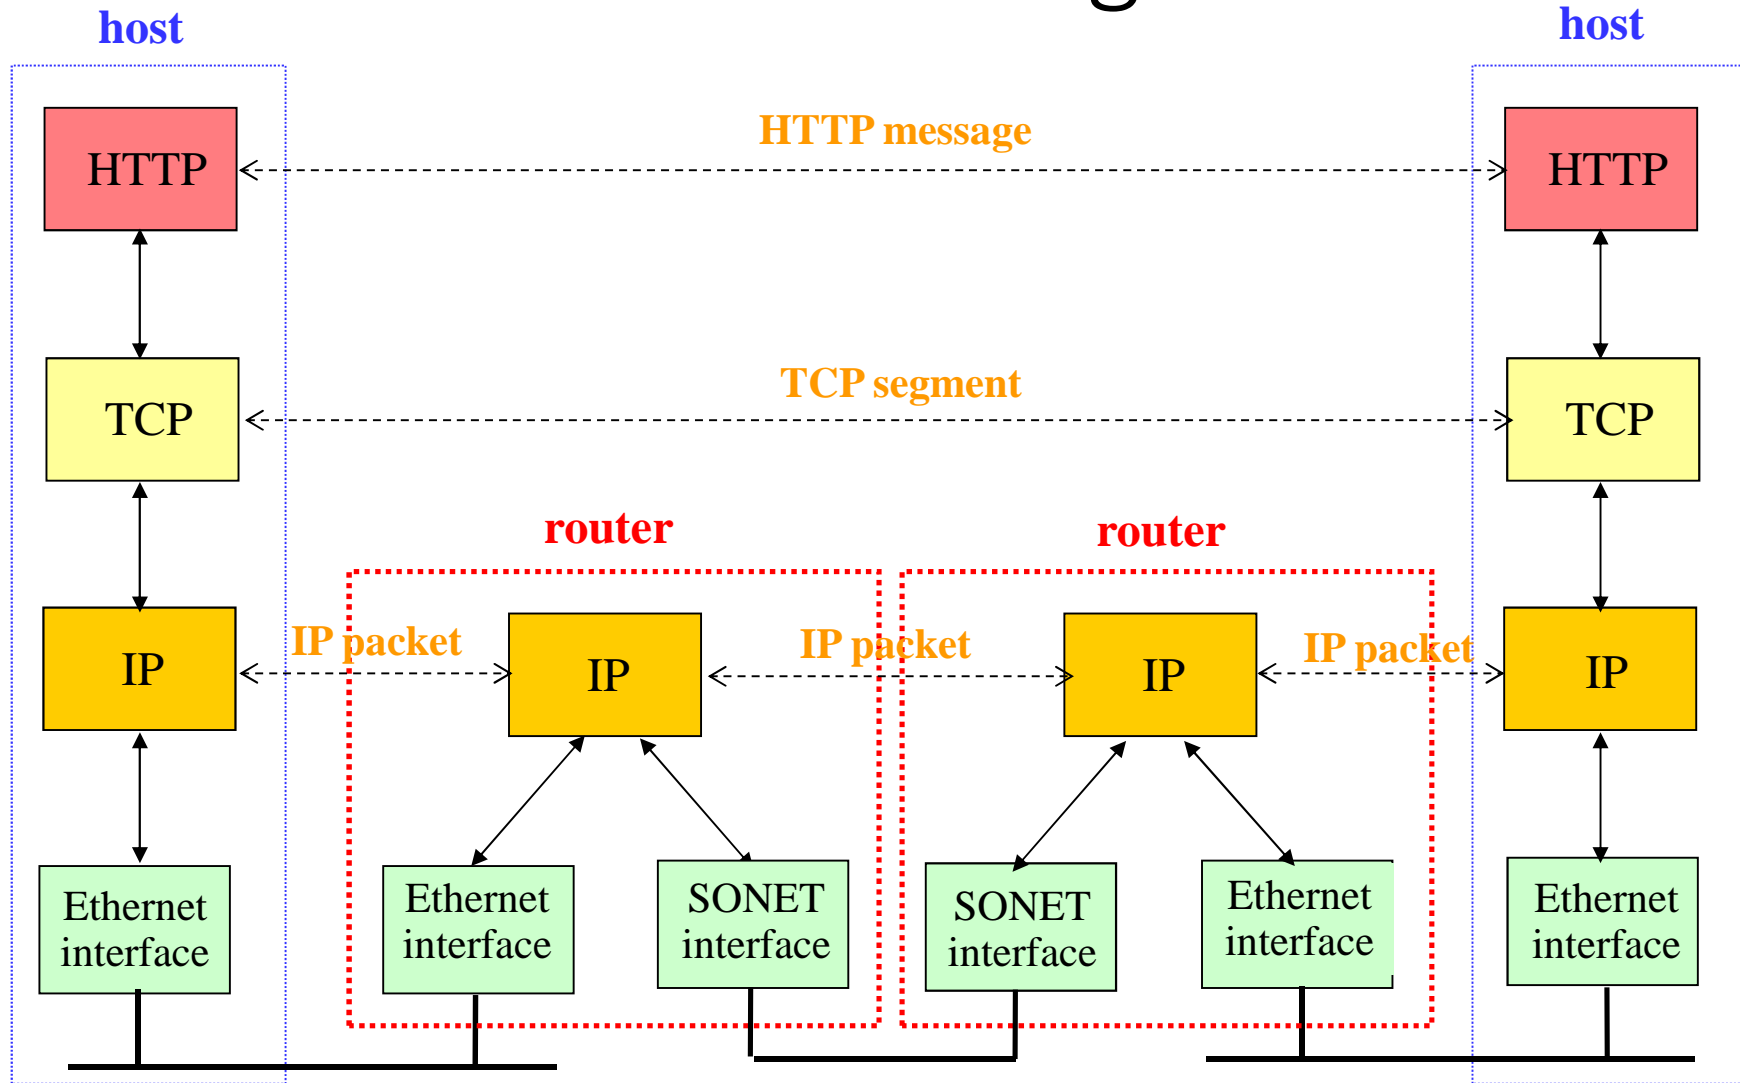 host
host
HTTP
HTTP message
HTTP
TCP
TCP segment
TCP
router
router
IP
IP packet
IP
IP packet
IP
IP packet
IP
Ethernet
interface
Ethernet
interface
SONET
interface
SONET
interface
Ethernet
interface
Ethernet
interface